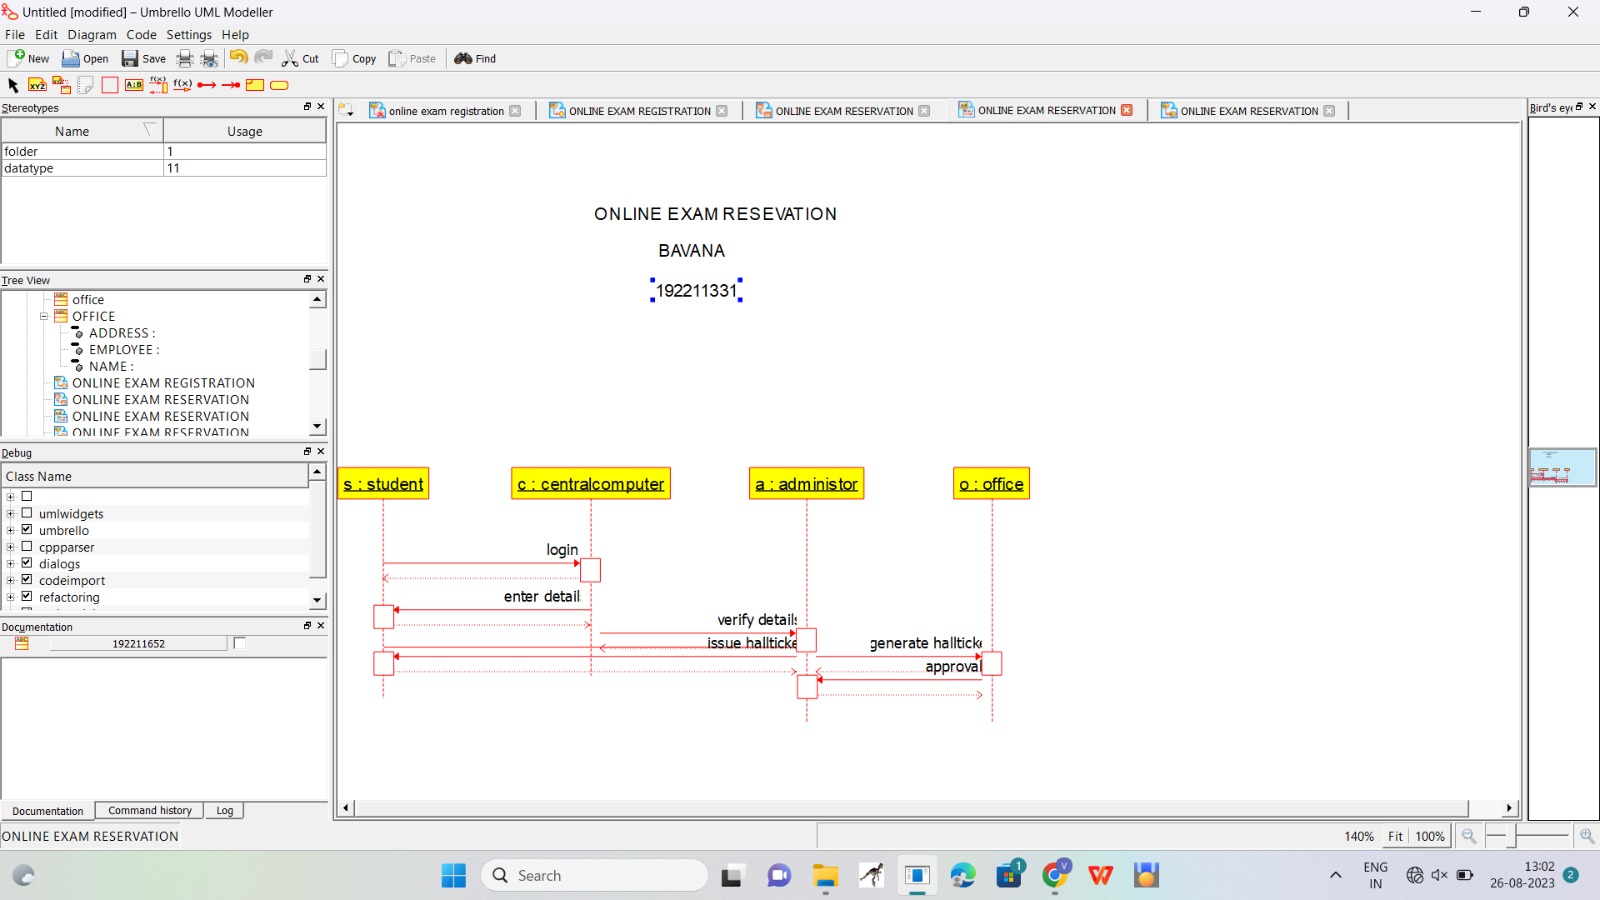 Untitled [modified] – Umbrello UML Modeller
File Edit Diagram Code Settings Help
New Open Save Cut Copy Paste Find
XYZ A:B f(x) f(x)
Stereotypes
Name Usage
folder 1
datatype 11
Tree View
office
OFFICE
ADDRESS :
EMPLOYEE :
NAME :
ONLINE EXAM REGISTRATION
ONLINE EXAM RESERVATION
ONLINE EXAM RESERVATION
ONLINE EXAM RESERVATION
Debug
Class Name
umlwidgets
umbrello
cppparser
dialogs
codeimport
refactoring
Documentation
192211652
Documentation Command history Log
ONLINE EXAM RESERVATION
online exam registration ONLINE EXAM REGISTRATION ONLINE EXAM RESERVATION ONLINE EXAM RESERVATION ONLINE EXAM RESERVATION
Bird's eye
ONLINE EXAM RESEVATION
BAVANA
192211331
s : student c : centralcomputer a : administor o : office
login
enter detail
verify details
issue hallticke generate hallticke
approval
140% Fit 100%
Search
1 V
ENG
IN
13:02
26-08-2023
2